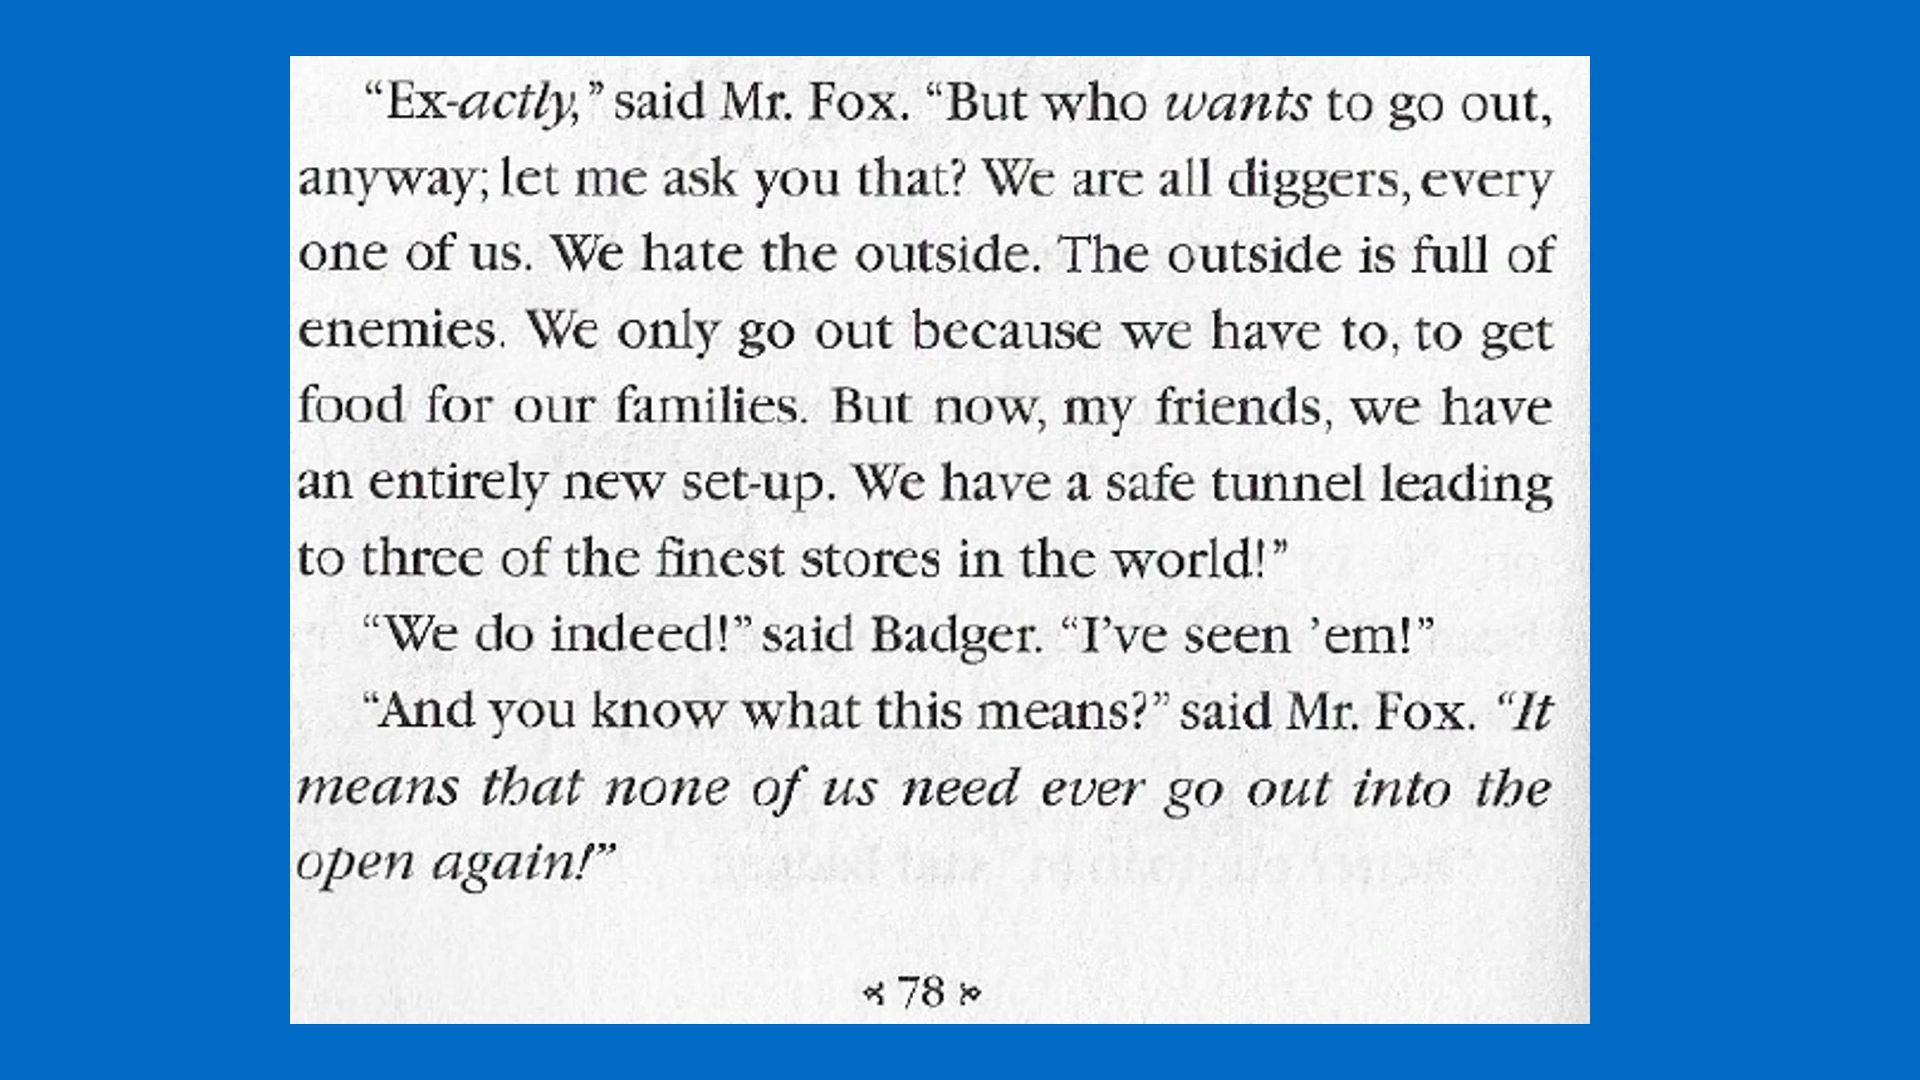 “Ex-actly,” said Mr. Fox. “But who wants to go out,
anyway; let me ask you that? We are all diggers, every
one of us. We hate the outside. The outside is full of
enemies. We only go out because we have to, to get
food for our families. But now, my friends, we have
an entirely new set-up. We have a safe tunnel leading
to three of the finest stores in the world!”
“We do indeed!” said Badger. “I’ve seen ’em!”
“And you know what this means?” said Mr. Fox. “It
means that none of us need ever go out into the
open again!”
78